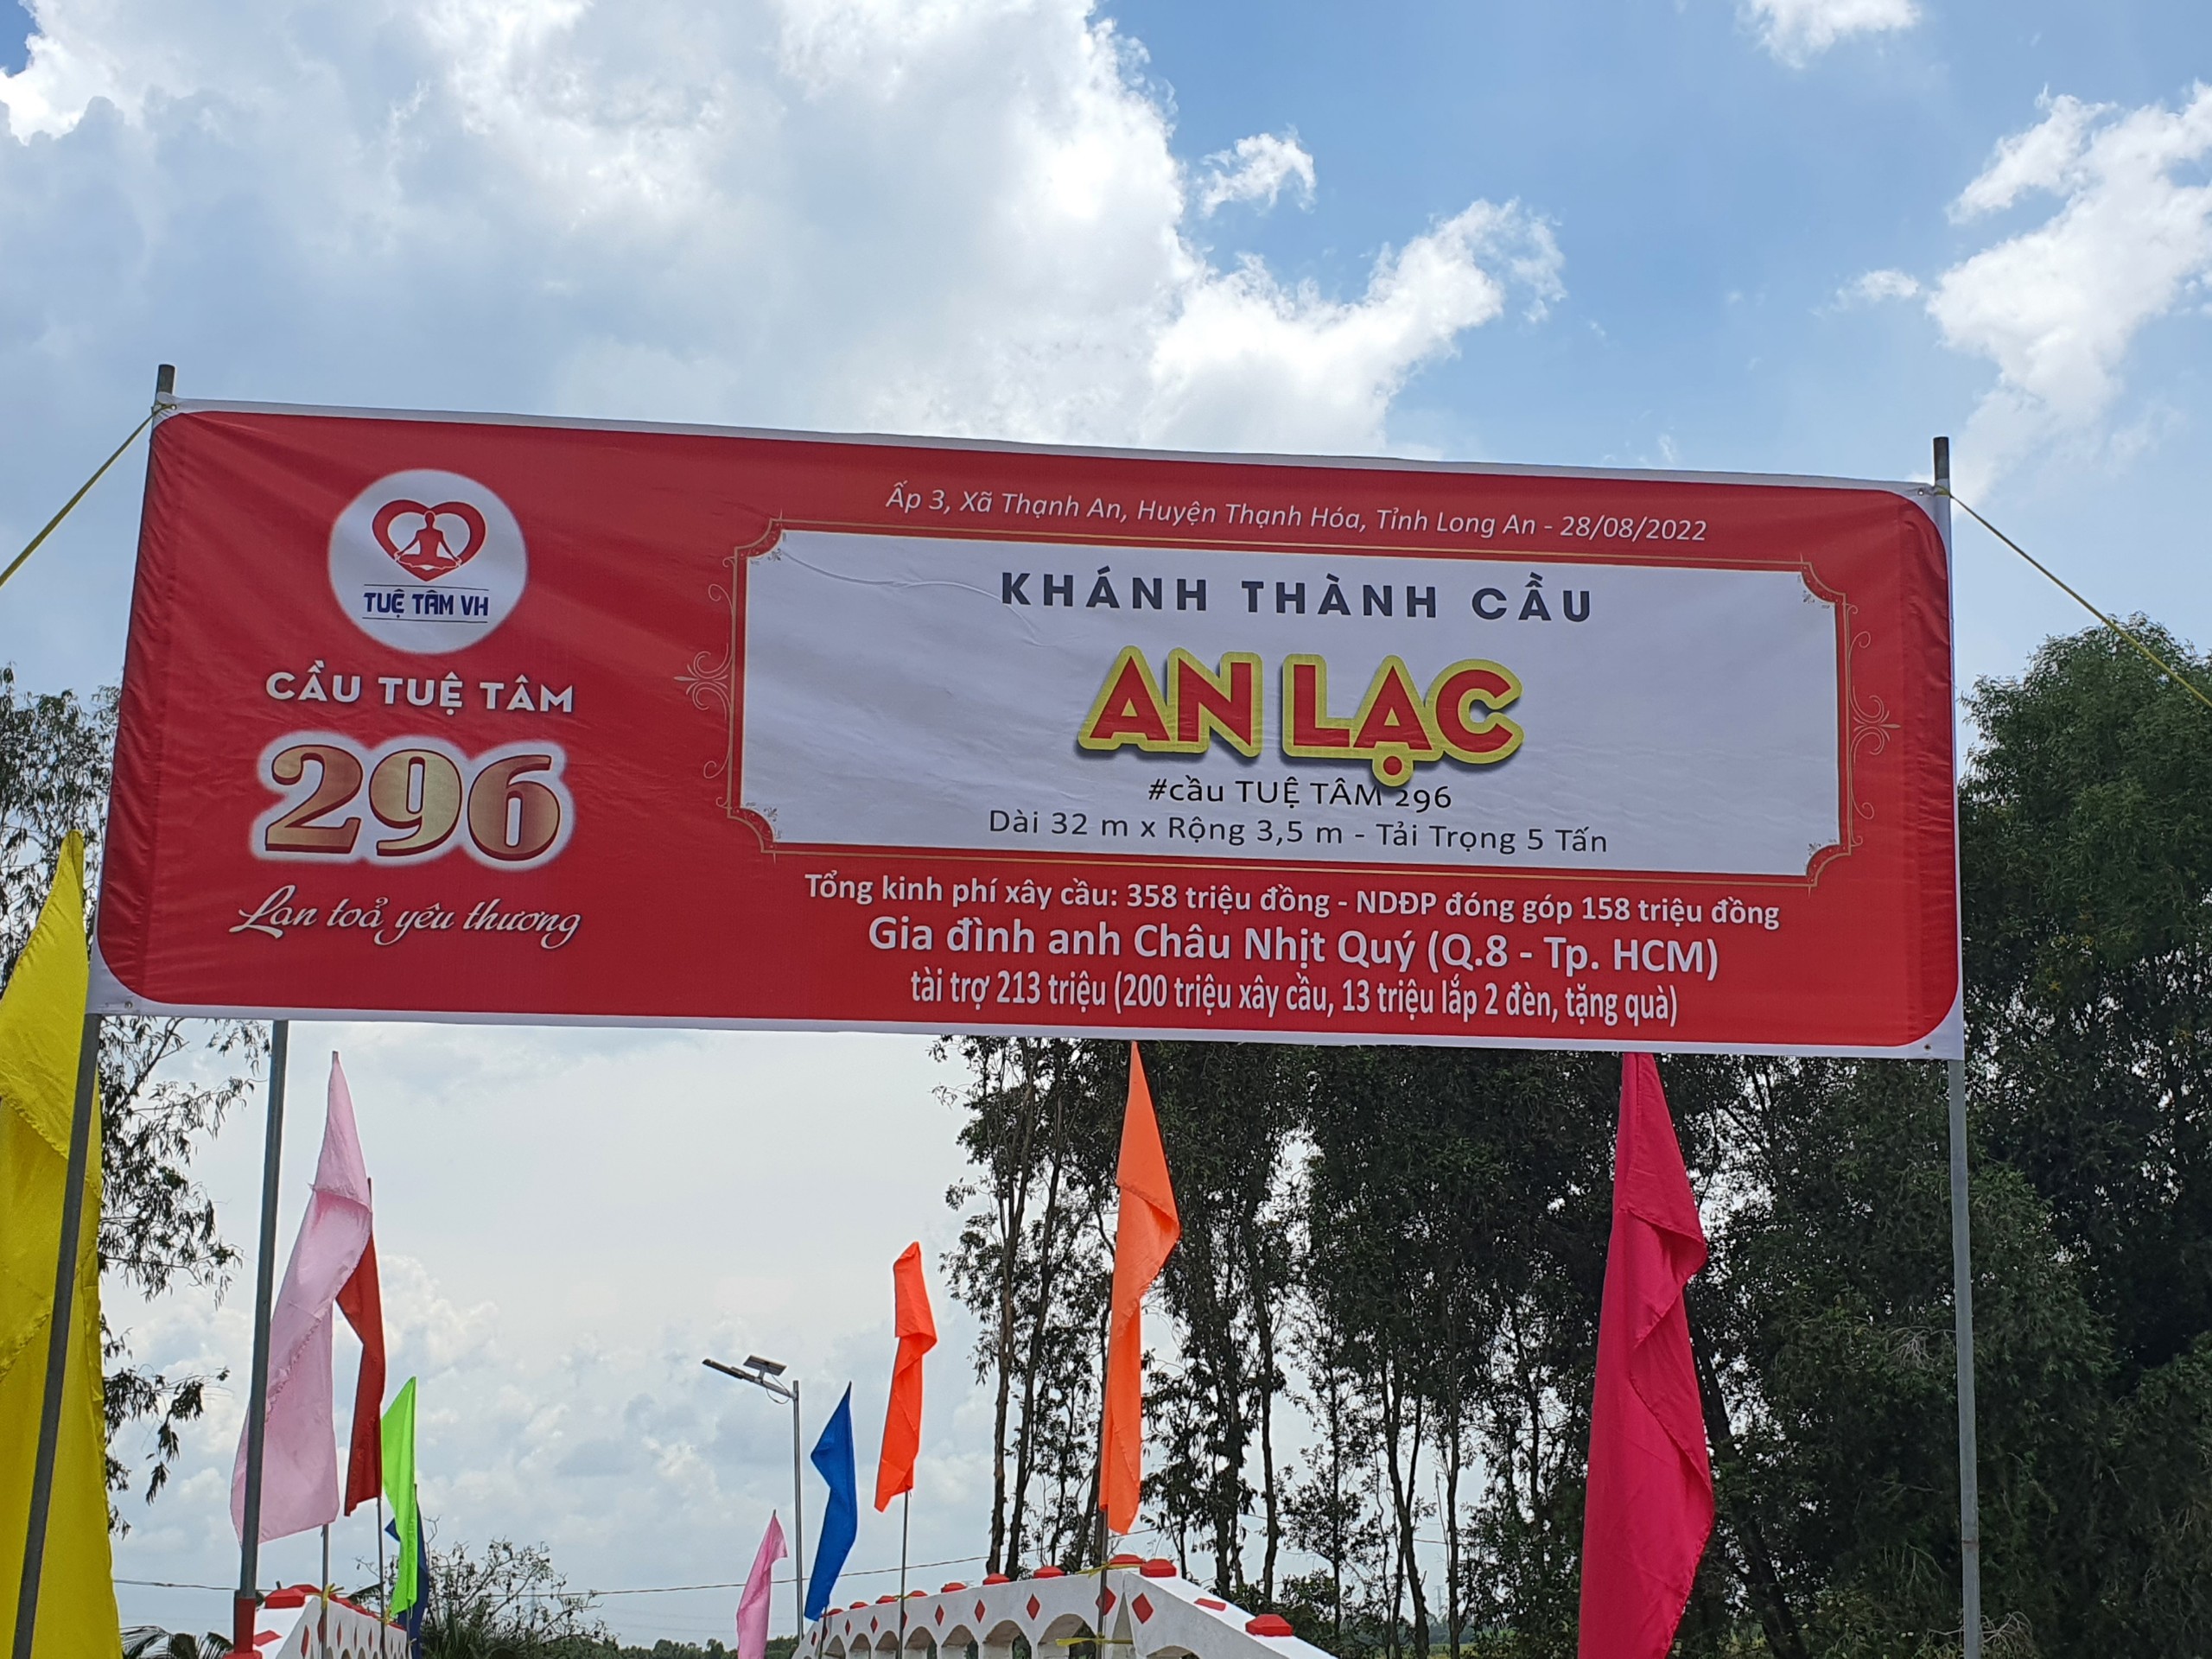 TUỆ TÂM VH
CẦU TUỆ TÂM
296
Lan toả yêu thương
Ấp 3, Xã Thạnh An, Huyện Thạnh Hóa, Tỉnh Long An - 28/08/2022
KHÁNH THÀNH CẦU
AN LẠC
#cầu TUỆ TÂM 296
Dài 32 m x Rộng 3,5 m - Tải Trọng 5 Tấn
Tổng kinh phí xây cầu: 358 triệu đồng - NDĐP đóng góp 158 triệu đồng
Gia đình anh Châu Nhịt Quý (Q.8 - Tp. HCM)
tài trợ 213 triệu (200 triệu xây cầu, 13 triệu lắp 2 đèn, tặng quà)